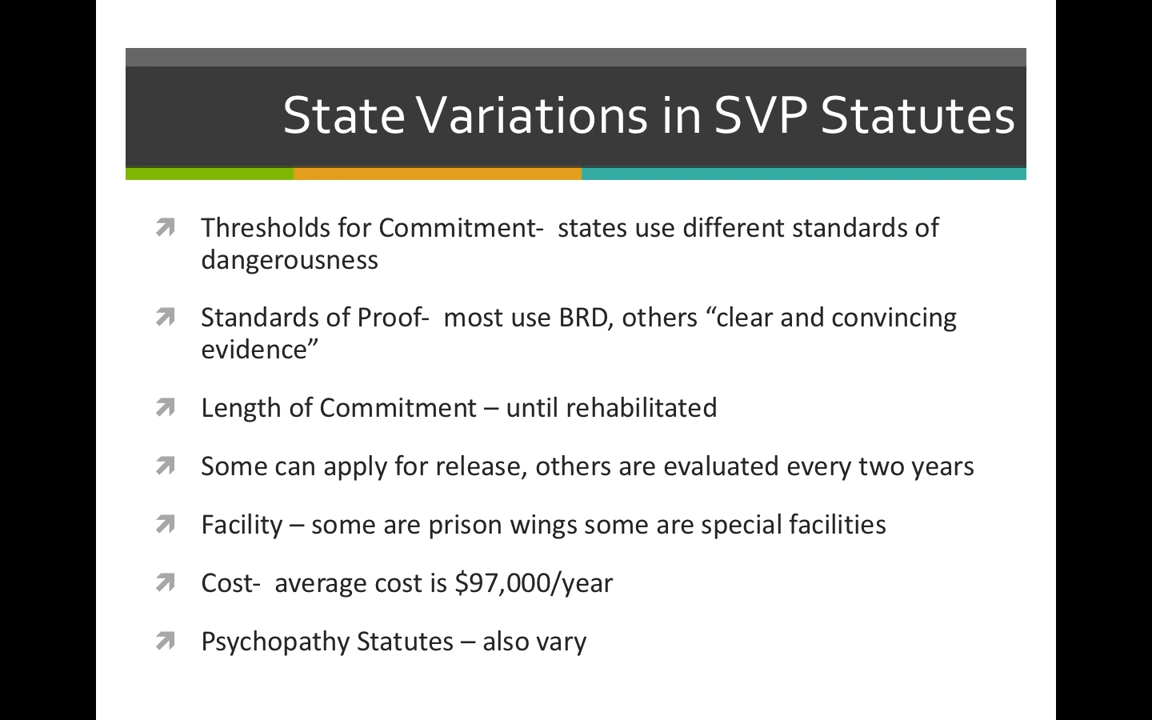 State Variations in SVP Statutes
Thresholds for Commitment-  states use different standards of
dangerousness
Standards of Proof-  most use BRD, others “clear and convincing
evidence”
Length of Commitment – until rehabilitated
Some can apply for release, others are evaluated every two years
Facility – some are prison wings some are special facilities
Cost-  average cost is $97,000/year
Psychopathy Statutes – also vary